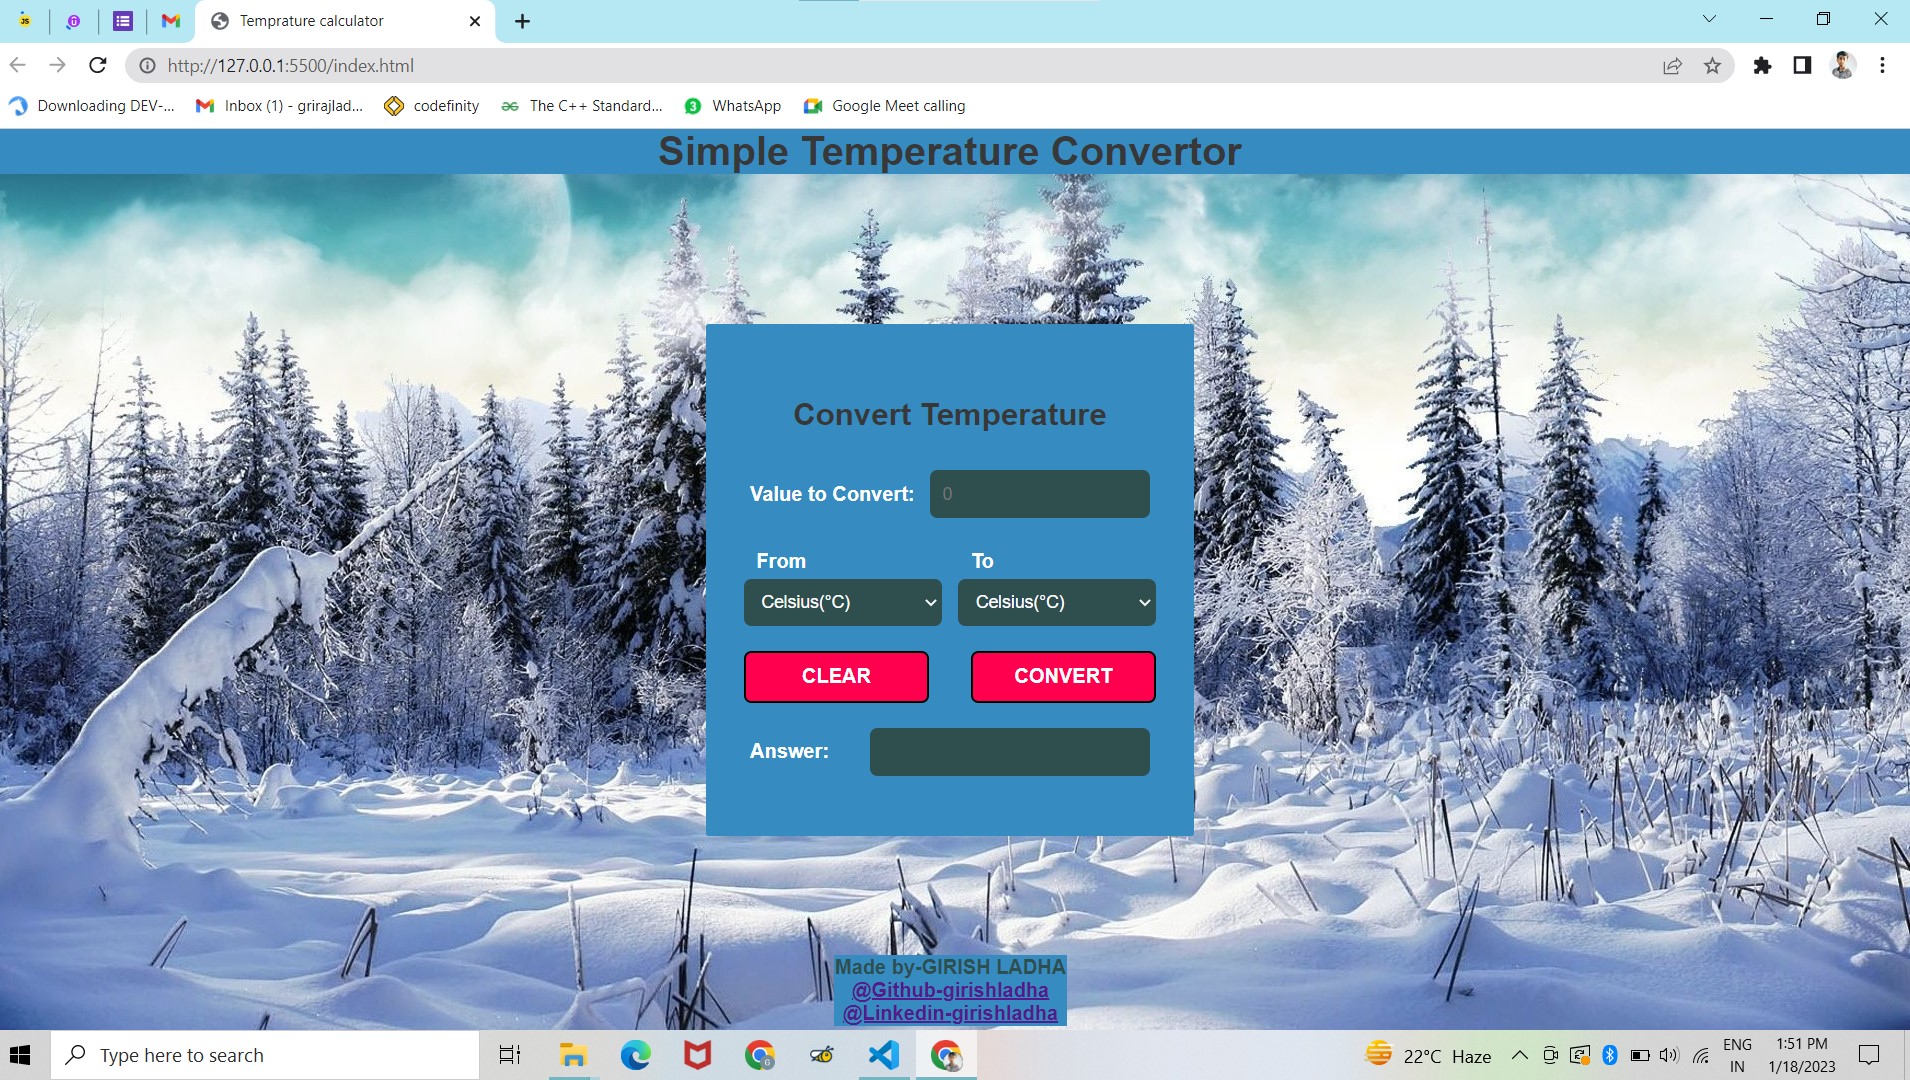 Temprature calculator
http://127.0.0.1:5500/index.html
Downloading DEV-... Inbox (1) - grirajlad... codefinity The C++ Standard... WhatsApp Google Meet calling
Simple Temperature Convertor
Convert Temperature
Value to Convert: 0
From To
Celsius(°C) Celsius(°C)
CLEAR CONVERT
Answer:
Made by-GIRISH LADHA
@Github-girishladha
@Linkedin-girishladha
Type here to search
22°C Haze
ENG
IN
1:51 PM
1/18/2023